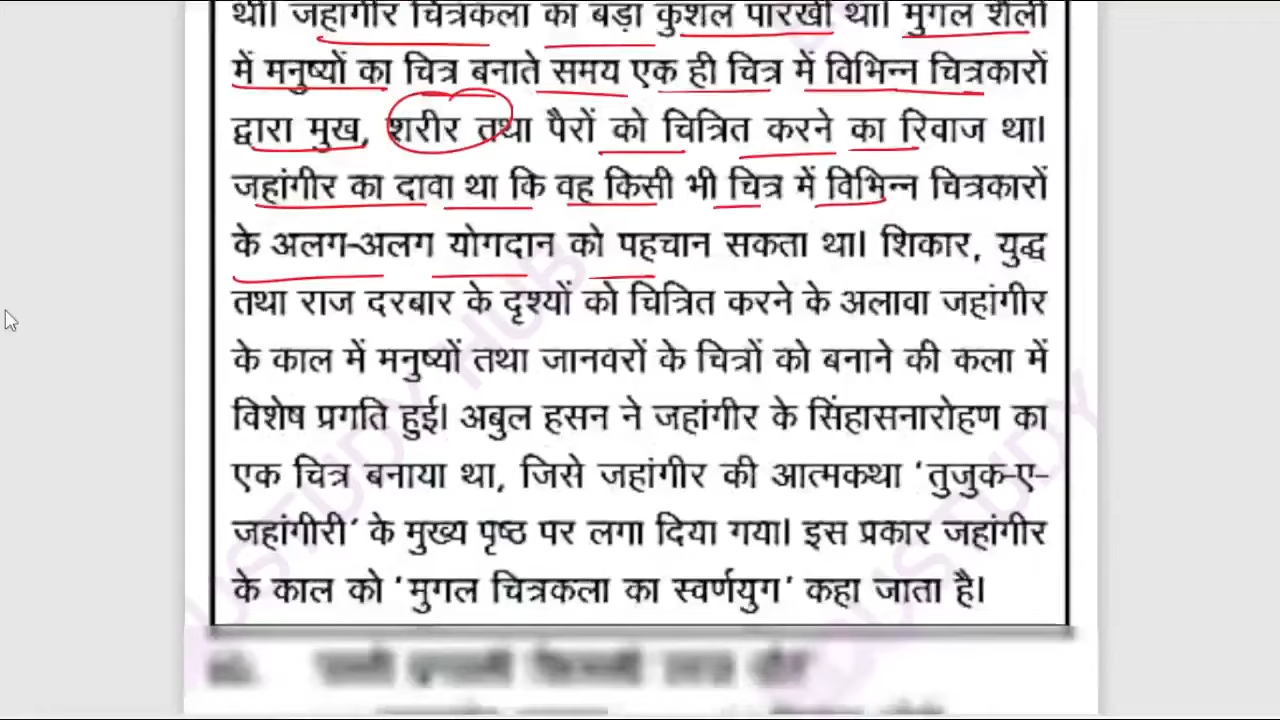 थी। जहांगीर चित्रकला का बड़ा कुशल पारखी था। मुगल शैली
में मनुष्यों का चित्र बनाते समय एक ही चित्र में विभिन्न चित्रकारों
द्वारा मुख, शरीर तथा पैरों को चित्रित करने का रिवाज था।
जहांगीर का दावा था कि वह किसी भी चित्र में विभिन्न चित्रकारों
के अलग-अलग योगदान को पहचान सकता था। शिकार, युद्ध
तथा राज दरबार के दृश्यों को चित्रित करने के अलावा जहांगीर
के काल में मनुष्यों तथा जानवरों के चित्रों को बनाने की कला में
विशेष प्रगति हुई। अबुल हसन ने जहांगीर के सिंहासनारोहण का
एक चित्र बनाया था, जिसे जहांगीर की आत्मकथा ‘तुजुक-ए-
जहांगीरी’ के मुख्य पृष्ठ पर लगा दिया गया। इस प्रकार जहांगीर
के काल को ‘मुगल चित्रकला का स्वर्णयुग’ कहा जाता है।